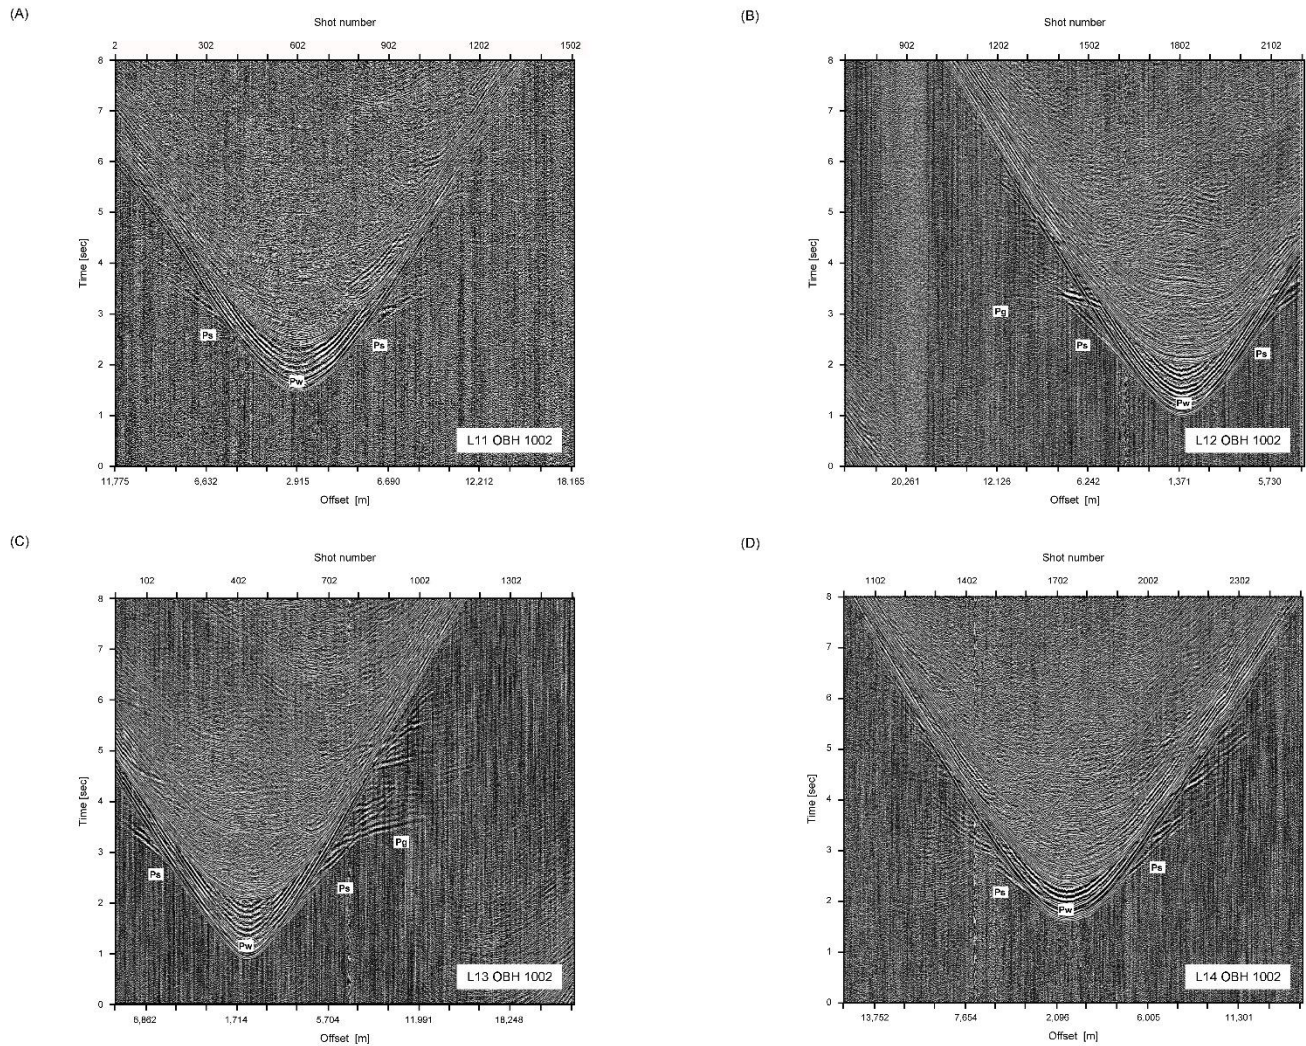 (A)
Shot number
2 302 602 902 1202 1502
8
7
6
5
4
3
2
1
0
Time [sec]
Ps
Ps
Pw
L11 OBH 1002
11,775 6,632 2.915 6,690 12,212 18.165
Offset [m]
(B)
Shot number
902 1202 1502 1802 2102
8
7
6
5
4
3
2
1
0
Time [sec]
Pg
Ps
Ps
Pw
L12 OBH 1002
20,261 12.126 6.242 1,371 5,730
Offset [m]
(C)
Shot number
102 402 702 1002 1302
8
7
6
5
4
3
2
1
0
Time [sec]
Pg
Ps
Ps
Pw
L13 OBH 1002
5,862 1,714 5,704 11.991 18,248
Offset [m]
(D)
Shot number
1102 1402 1702 2002 2302
8
7
6
5
4
3
2
1
0
Time [sec]
Ps
Ps
Pw
L14 OBH 1002
13,752 7,654 2,096 6.005 11,301
Offset [m]